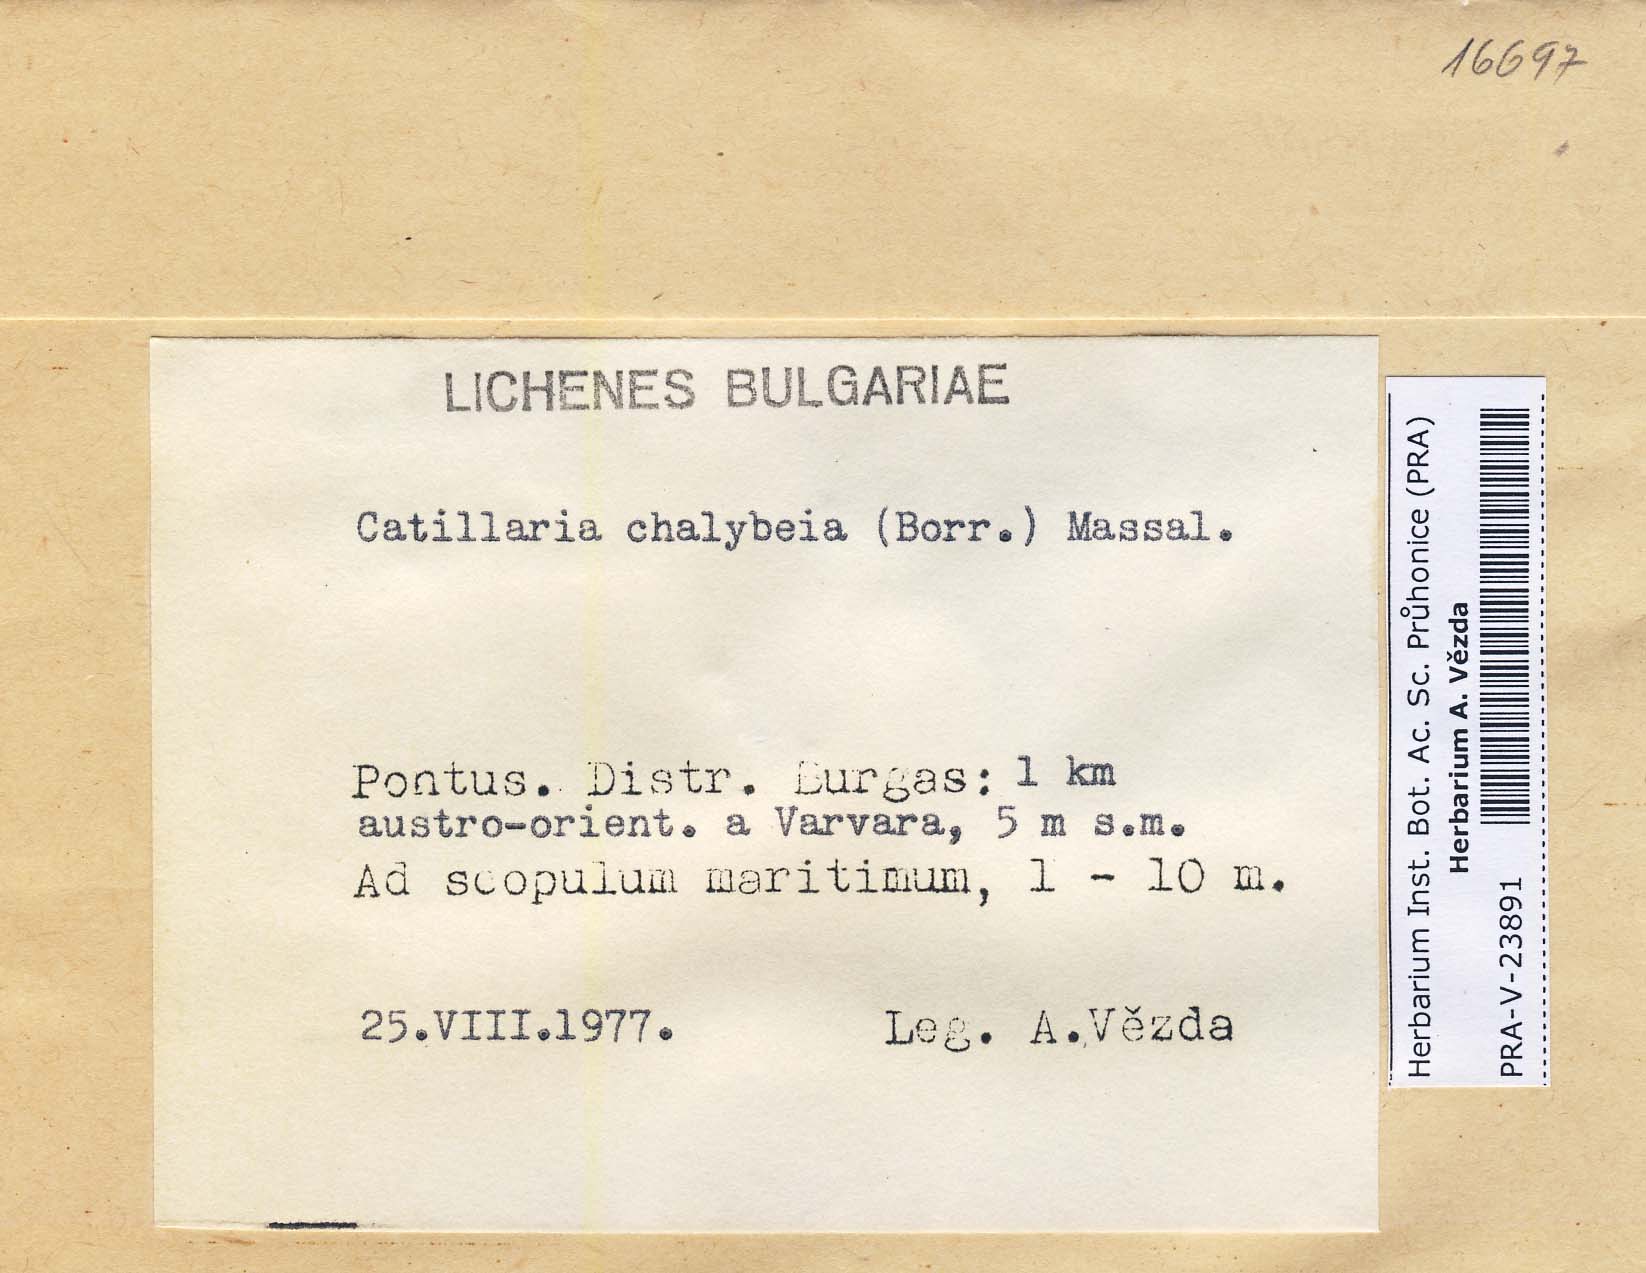 16697
LICHENES BULGARIAE
Catillaria chalybeia (Borr.) Massal.
Pontus. Distr. Burgas: 1 km
austro-orient. a Varvara, 5 m s.m.
Ad scopulum maritimum, 1 - 10 m.
25.VIII.1977. Leg. A.Vězda
Herbarium Inst. Bot. Ac. Sc. Průhonice (PRA)
Herbarium A. Vězda
PRA-V-23891